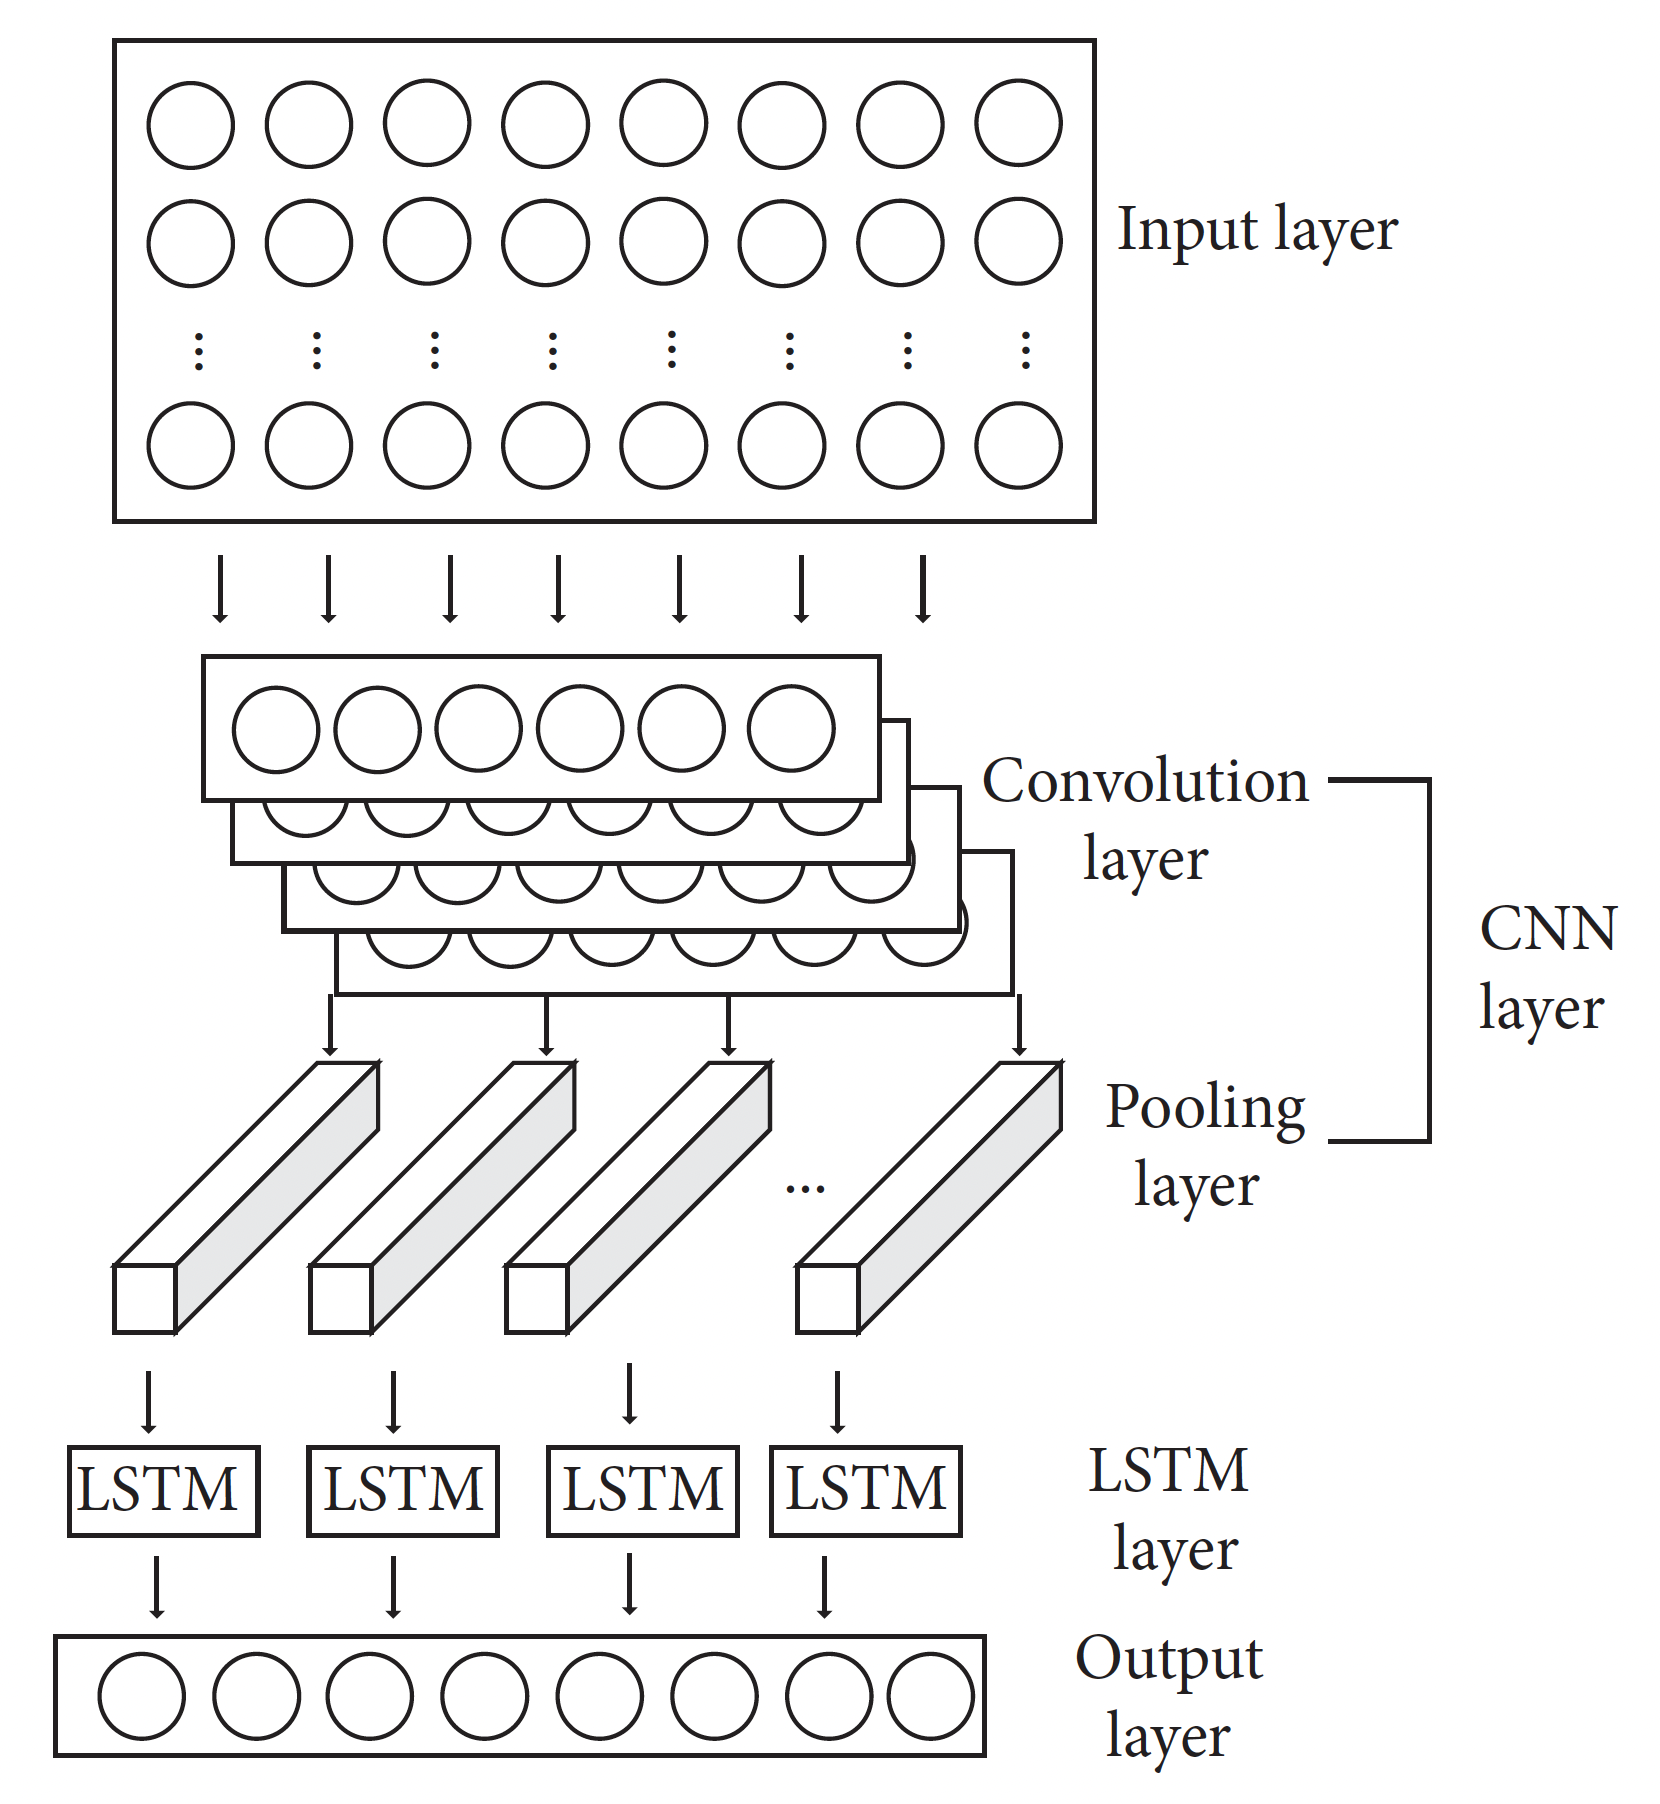 Input layer
Convolution
layer
CNN
layer
Pooling
layer
...
LSTM
LSTM
LSTM
LSTM
LSTM
layer
Output
layer